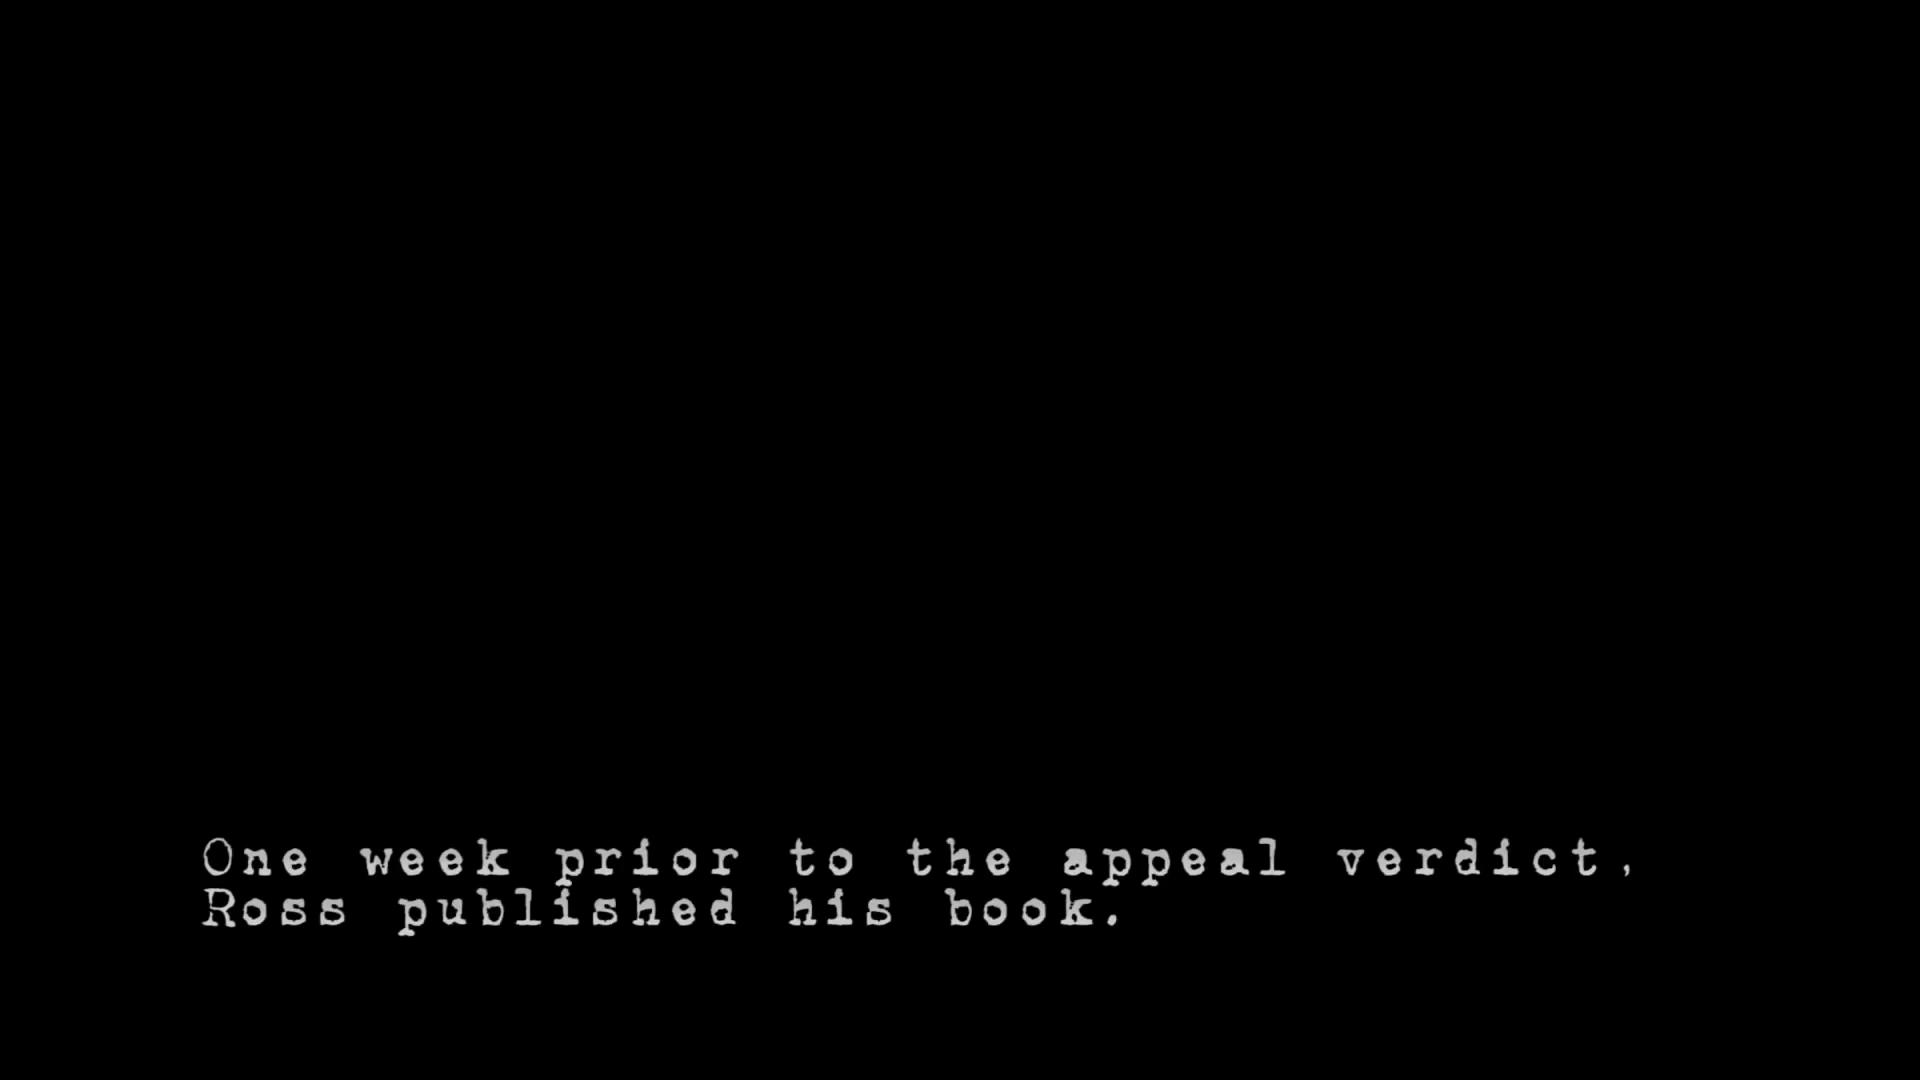 One week prior to the appeal verdict,
Ross published his book.